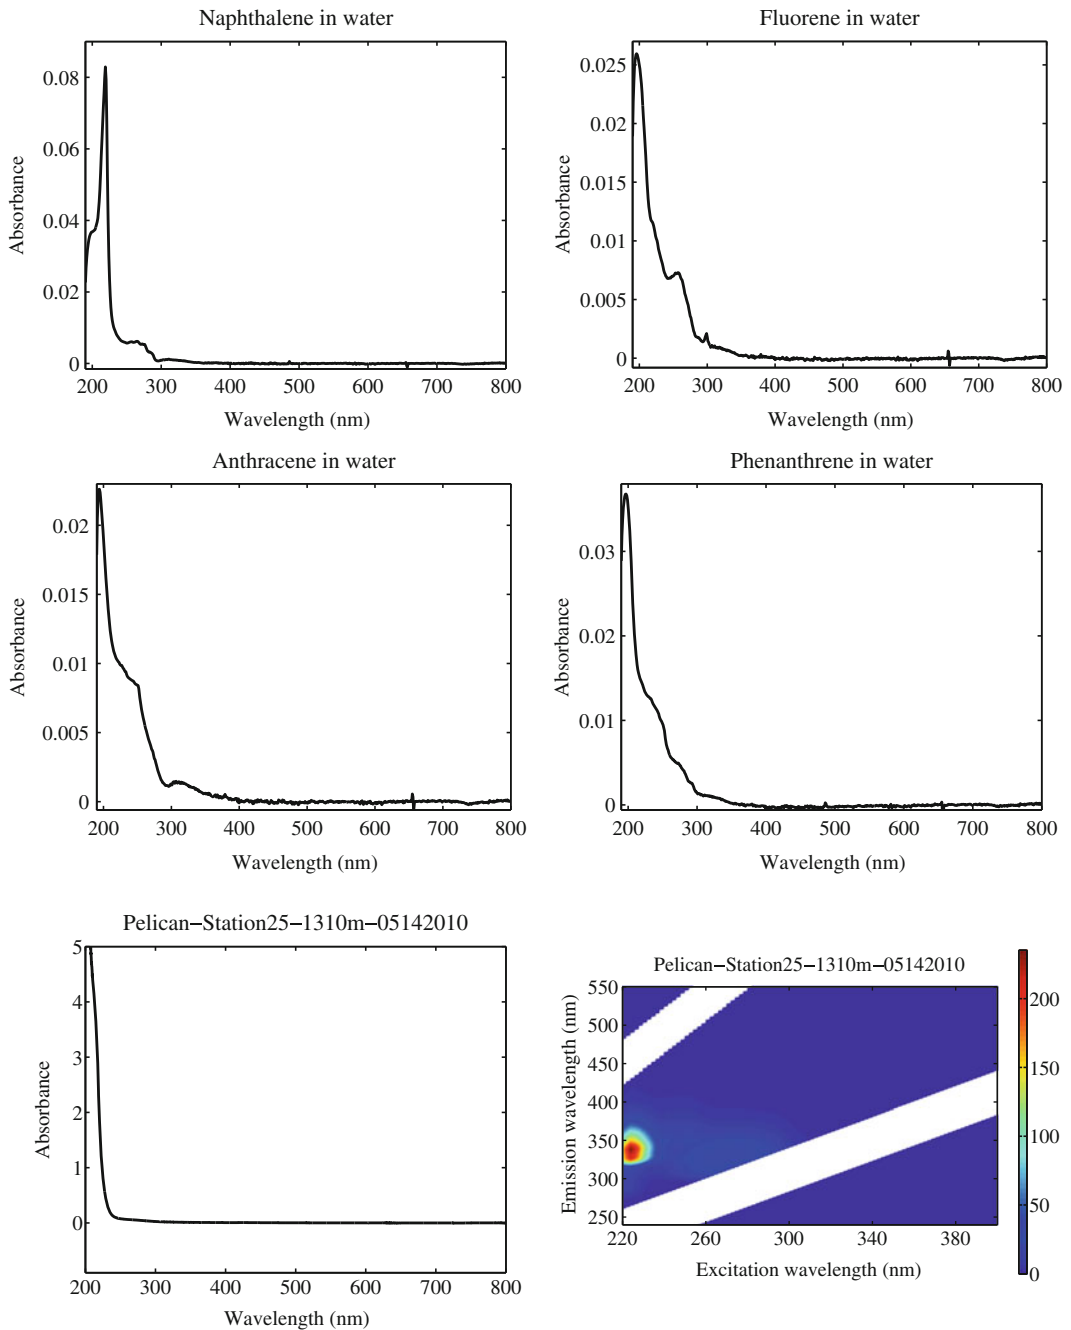 Naphthalene in water
Absorbance
0.08
0.06
0.04
0.02
0
200 300 400 500 600 700 800
Wavelength (nm)
Fluorene in water
Absorbance
0.025
0.02
0.015
0.01
0.005
0
200 300 400 500 600 700 800
Wavelength (nm)
Anthracene in water
Absorbance
0.02
0.015
0.01
0.005
0
200 300 400 500 600 700 800
Wavelength (nm)
Phenanthrene in water
Absorbance
0.03
0.02
0.01
0
200 300 400 500 600 700 800
Wavelength (nm)
Pelican−Station25−1310m−05142010
Absorbance
5
4
3
2
1
0
200 300 400 500 600 700 800
Wavelength (nm)
Pelican−Station25−1310m−05142010
Emission wavelength (nm)
550
500
450
400
350
300
250
220 260 300 340 380
Excitation wavelength (nm)
200
150
100
50
0